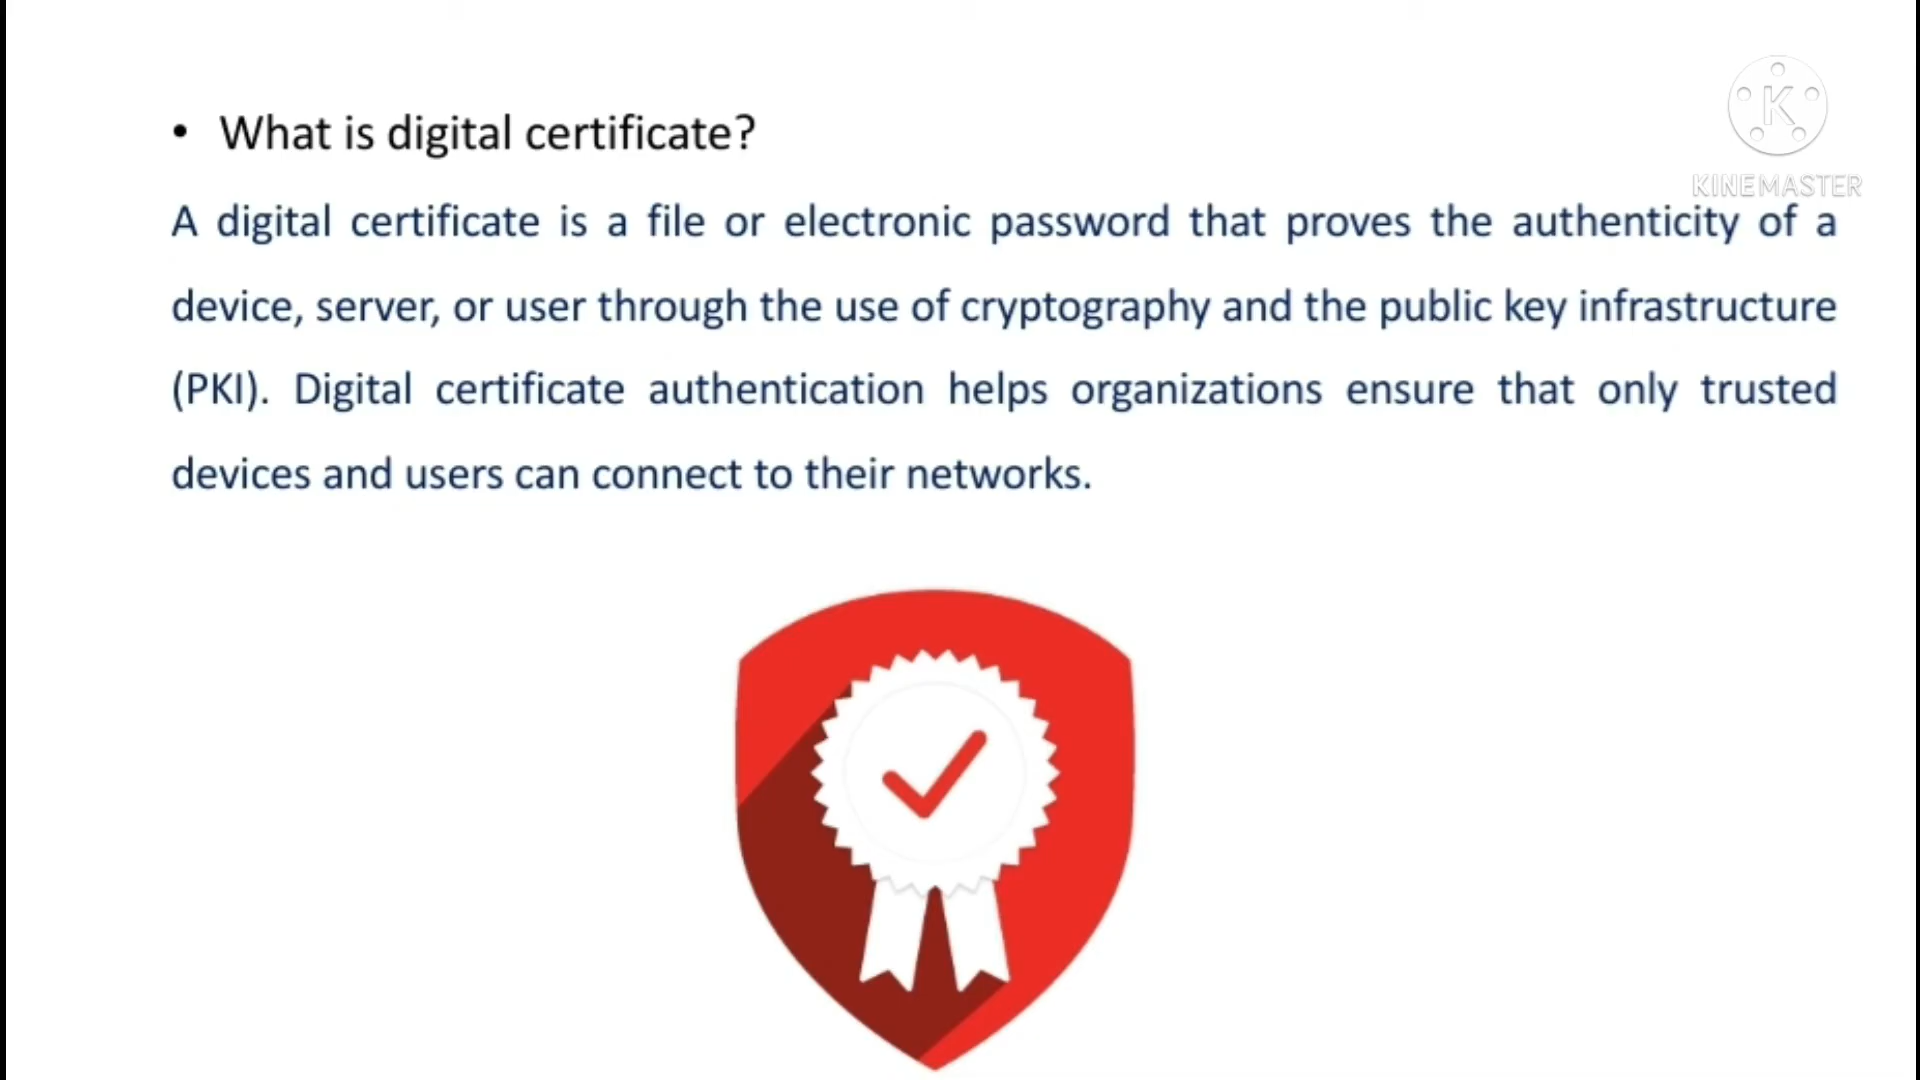 K
KINEMASTER
• What is digital certificate?
A digital certificate is a file or electronic password that proves the authenticity of a
device, server, or user through the use of cryptography and the public key infrastructure
(PKI). Digital certificate authentication helps organizations ensure that only trusted
devices and users can connect to their networks.